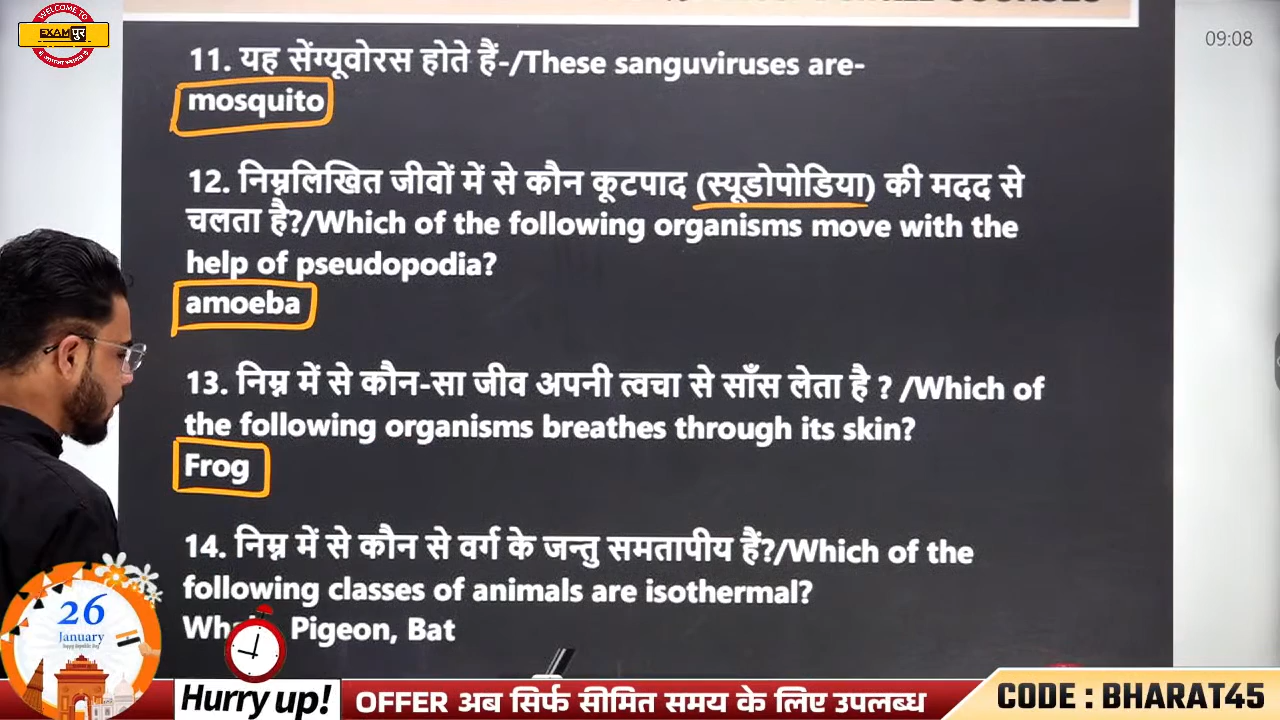 WELCOME TO
EXAM पुर
09:08
11. यह सेंग्यूवोरस होते हैं-/These sanguviruses are-
mosquito
12. निम्नलिखित जीवों में से कौन कूटपाद (स्यूडोपोडिया) की मदद से
चलता है?/Which of the following organisms move with the
help of pseudopodia?
amoeba
13. निम्न में से कौन-सा जीव अपनी त्वचा से साँस लेता है ? /Which of
the following organisms breathes through its skin?
Frog
14. निम्न में से कौन से वर्ग के जन्तु समतापीय हैं?/Which of the
following classes of animals are isothermal?
Pigeon, Bat
26
January
Hurry up!
OFFER अब सिर्फ सीमित समय के लिए उपलब्ध
CODE : BHARAT45